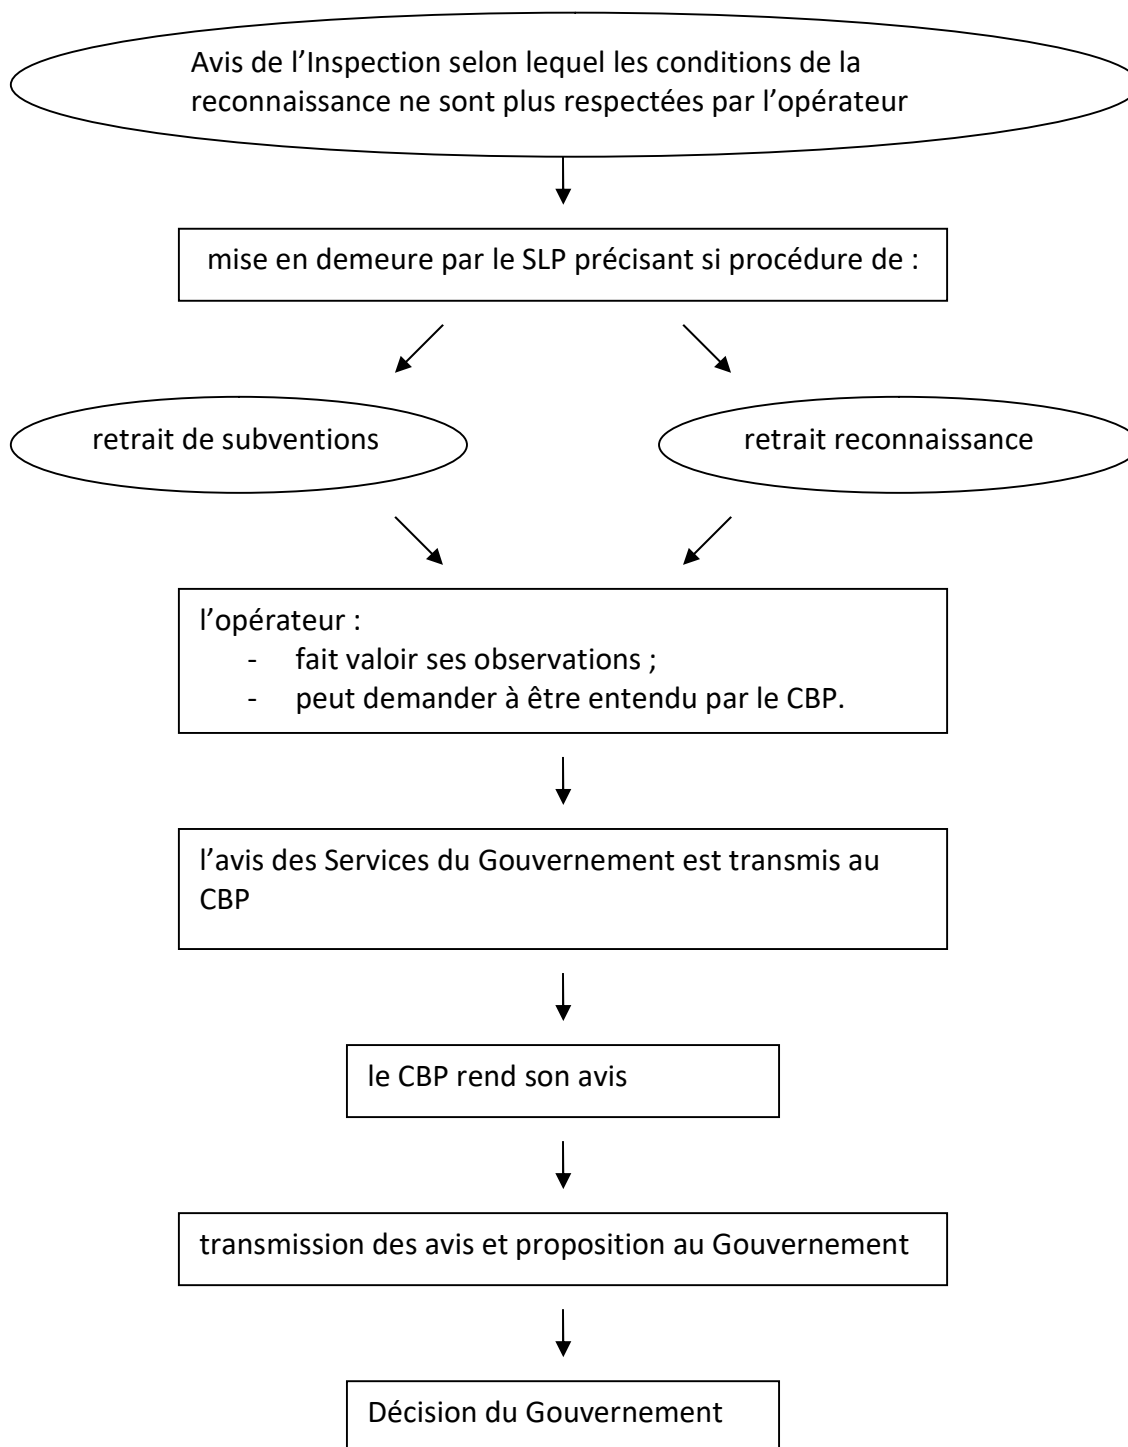 Avis de l’Inspection selon lequel les conditions de la
reconnaissance ne sont plus respectées par l’opérateur
mise en demeure par le SLP précisant si procédure de :
retrait de subventions
retrait reconnaissance
l’opérateur :
- fait valoir ses observations ;
- peut demander à être entendu par le CBP.
l’avis des Services du Gouvernement est transmis au
CBP
le CBP rend son avis
transmission des avis et proposition au Gouvernement
Décision du Gouvernement